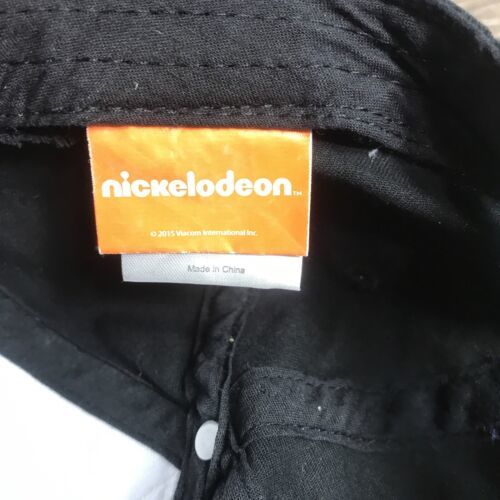 nickelodeon™
© 2015 Viacom International Inc.
Made in China